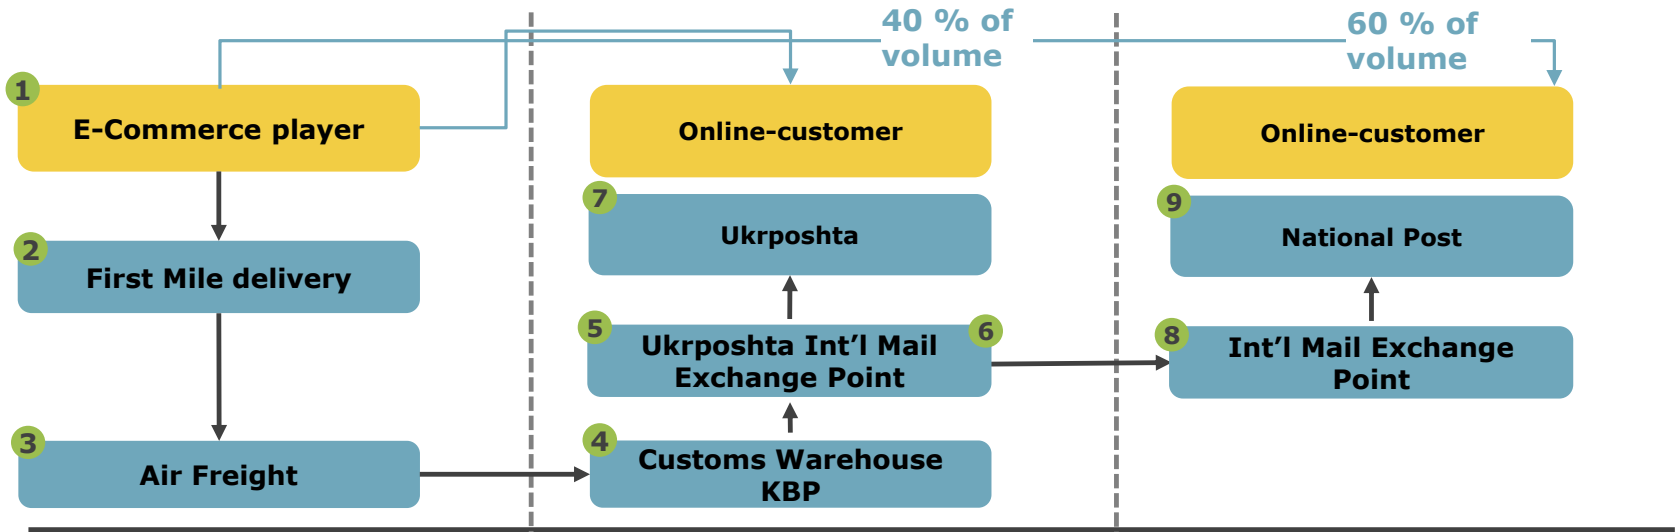 40 % of
volume
60 % of
volume
1
E-Commerce player
Online-customer
Online-customer
2
First Mile delivery
7
Ukrposhta
9
National Post
5
6
Ukrposhta Int’l Mail
Exchange Point
8
Int’l Mail Exchange
Point
3
Air Freight
4
Customs Warehouse
KBP